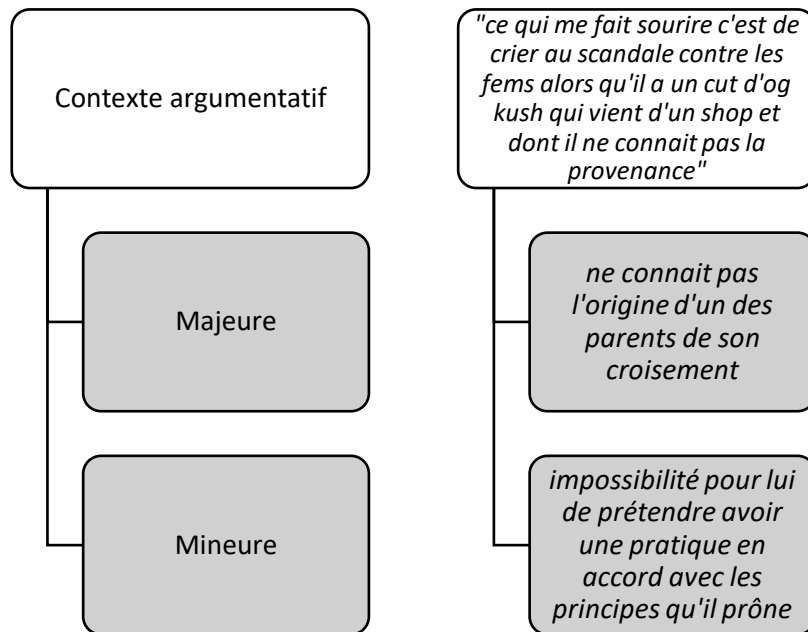 Contexte argumentatif
"ce qui me fait sourire c'est de
crier au scandale contre les
fems alors qu'il a un cut d'og
kush qui vient d'un shop et
dont il ne connait pas la
provenance"
Majeure
ne connait pas
l'origine d'un des
parents de son
croisement
Mineure
impossibilité pour lui
de prétendre avoir
une pratique en
accord avec les
principes qu'il prône